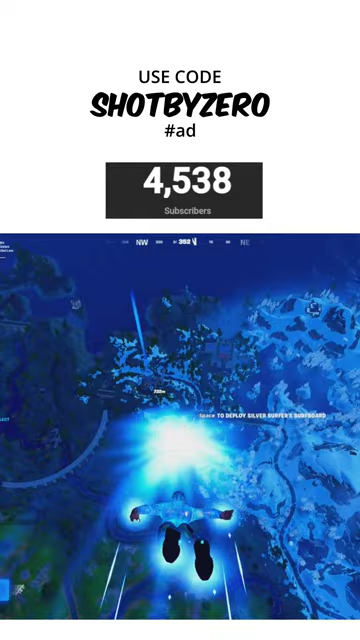 USE CODE
SHOTBYZERO
#ad
4,538
Subscribers
NW
352
NE
Space TO DEPLOY SILVER SURFER'S SURFBOARD